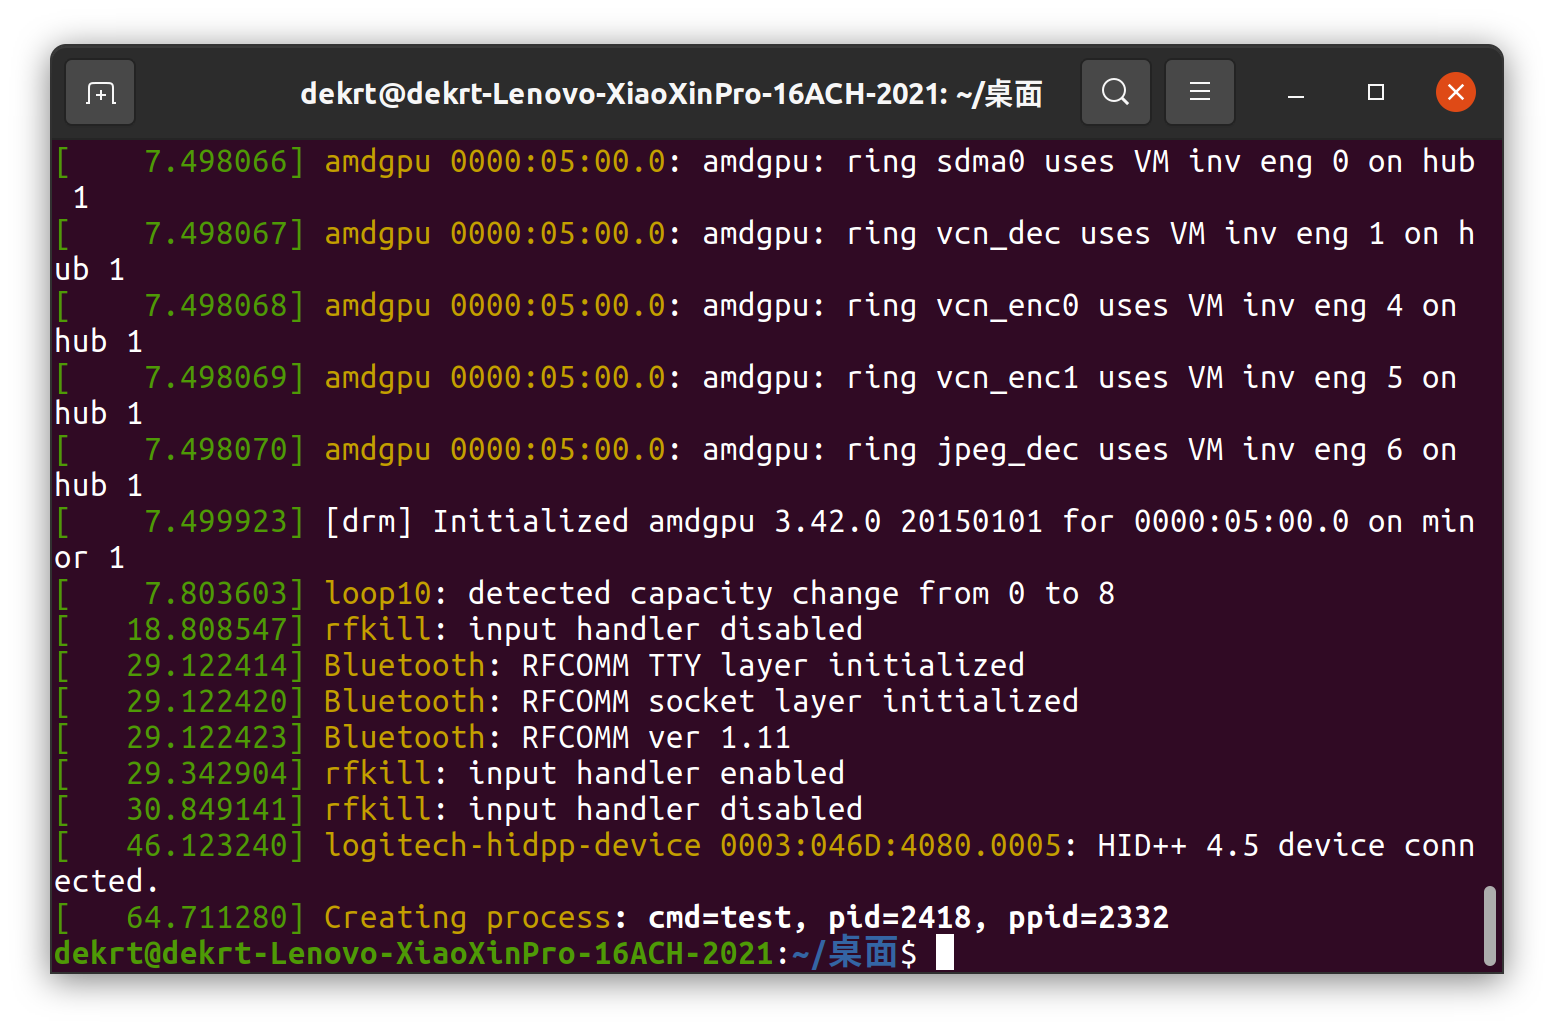 dekrt@dekrt-Lenovo-XiaoXinPro-16ACH-2021: ~/桌面
[    7.498066] amdgpu 0000:05:00.0: amdgpu: ring sdma0 uses VM inv eng 0 on hub
 1
[    7.498067] amdgpu 0000:05:00.0: amdgpu: ring vcn_dec uses VM inv eng 1 on h
ub 1
[    7.498068] amdgpu 0000:05:00.0: amdgpu: ring vcn_enc0 uses VM inv eng 4 on
hub 1
[    7.498069] amdgpu 0000:05:00.0: amdgpu: ring vcn_enc1 uses VM inv eng 5 on
hub 1
[    7.498070] amdgpu 0000:05:00.0: amdgpu: ring jpeg_dec uses VM inv eng 6 on
hub 1
[    7.499923] [drm] Initialized amdgpu 3.42.0 20150101 for 0000:05:00.0 on min
or 1
[    7.803603] loop10: detected capacity change from 0 to 8
[   18.808547] rfkill: input handler disabled
[   29.122414] Bluetooth: RFCOMM TTY layer initialized
[   29.122420] Bluetooth: RFCOMM socket layer initialized
[   29.122423] Bluetooth: RFCOMM ver 1.11
[   29.342904] rfkill: input handler enabled
[   30.849141] rfkill: input handler disabled
[   46.123240] logitech-hidpp-device 0003:046D:4080.0005: HID++ 4.5 device conn
ected.
[   64.711280] Creating process: cmd=test, pid=2418, ppid=2332
dekrt@dekrt-Lenovo-XiaoXinPro-16ACH-2021:~/桌面$